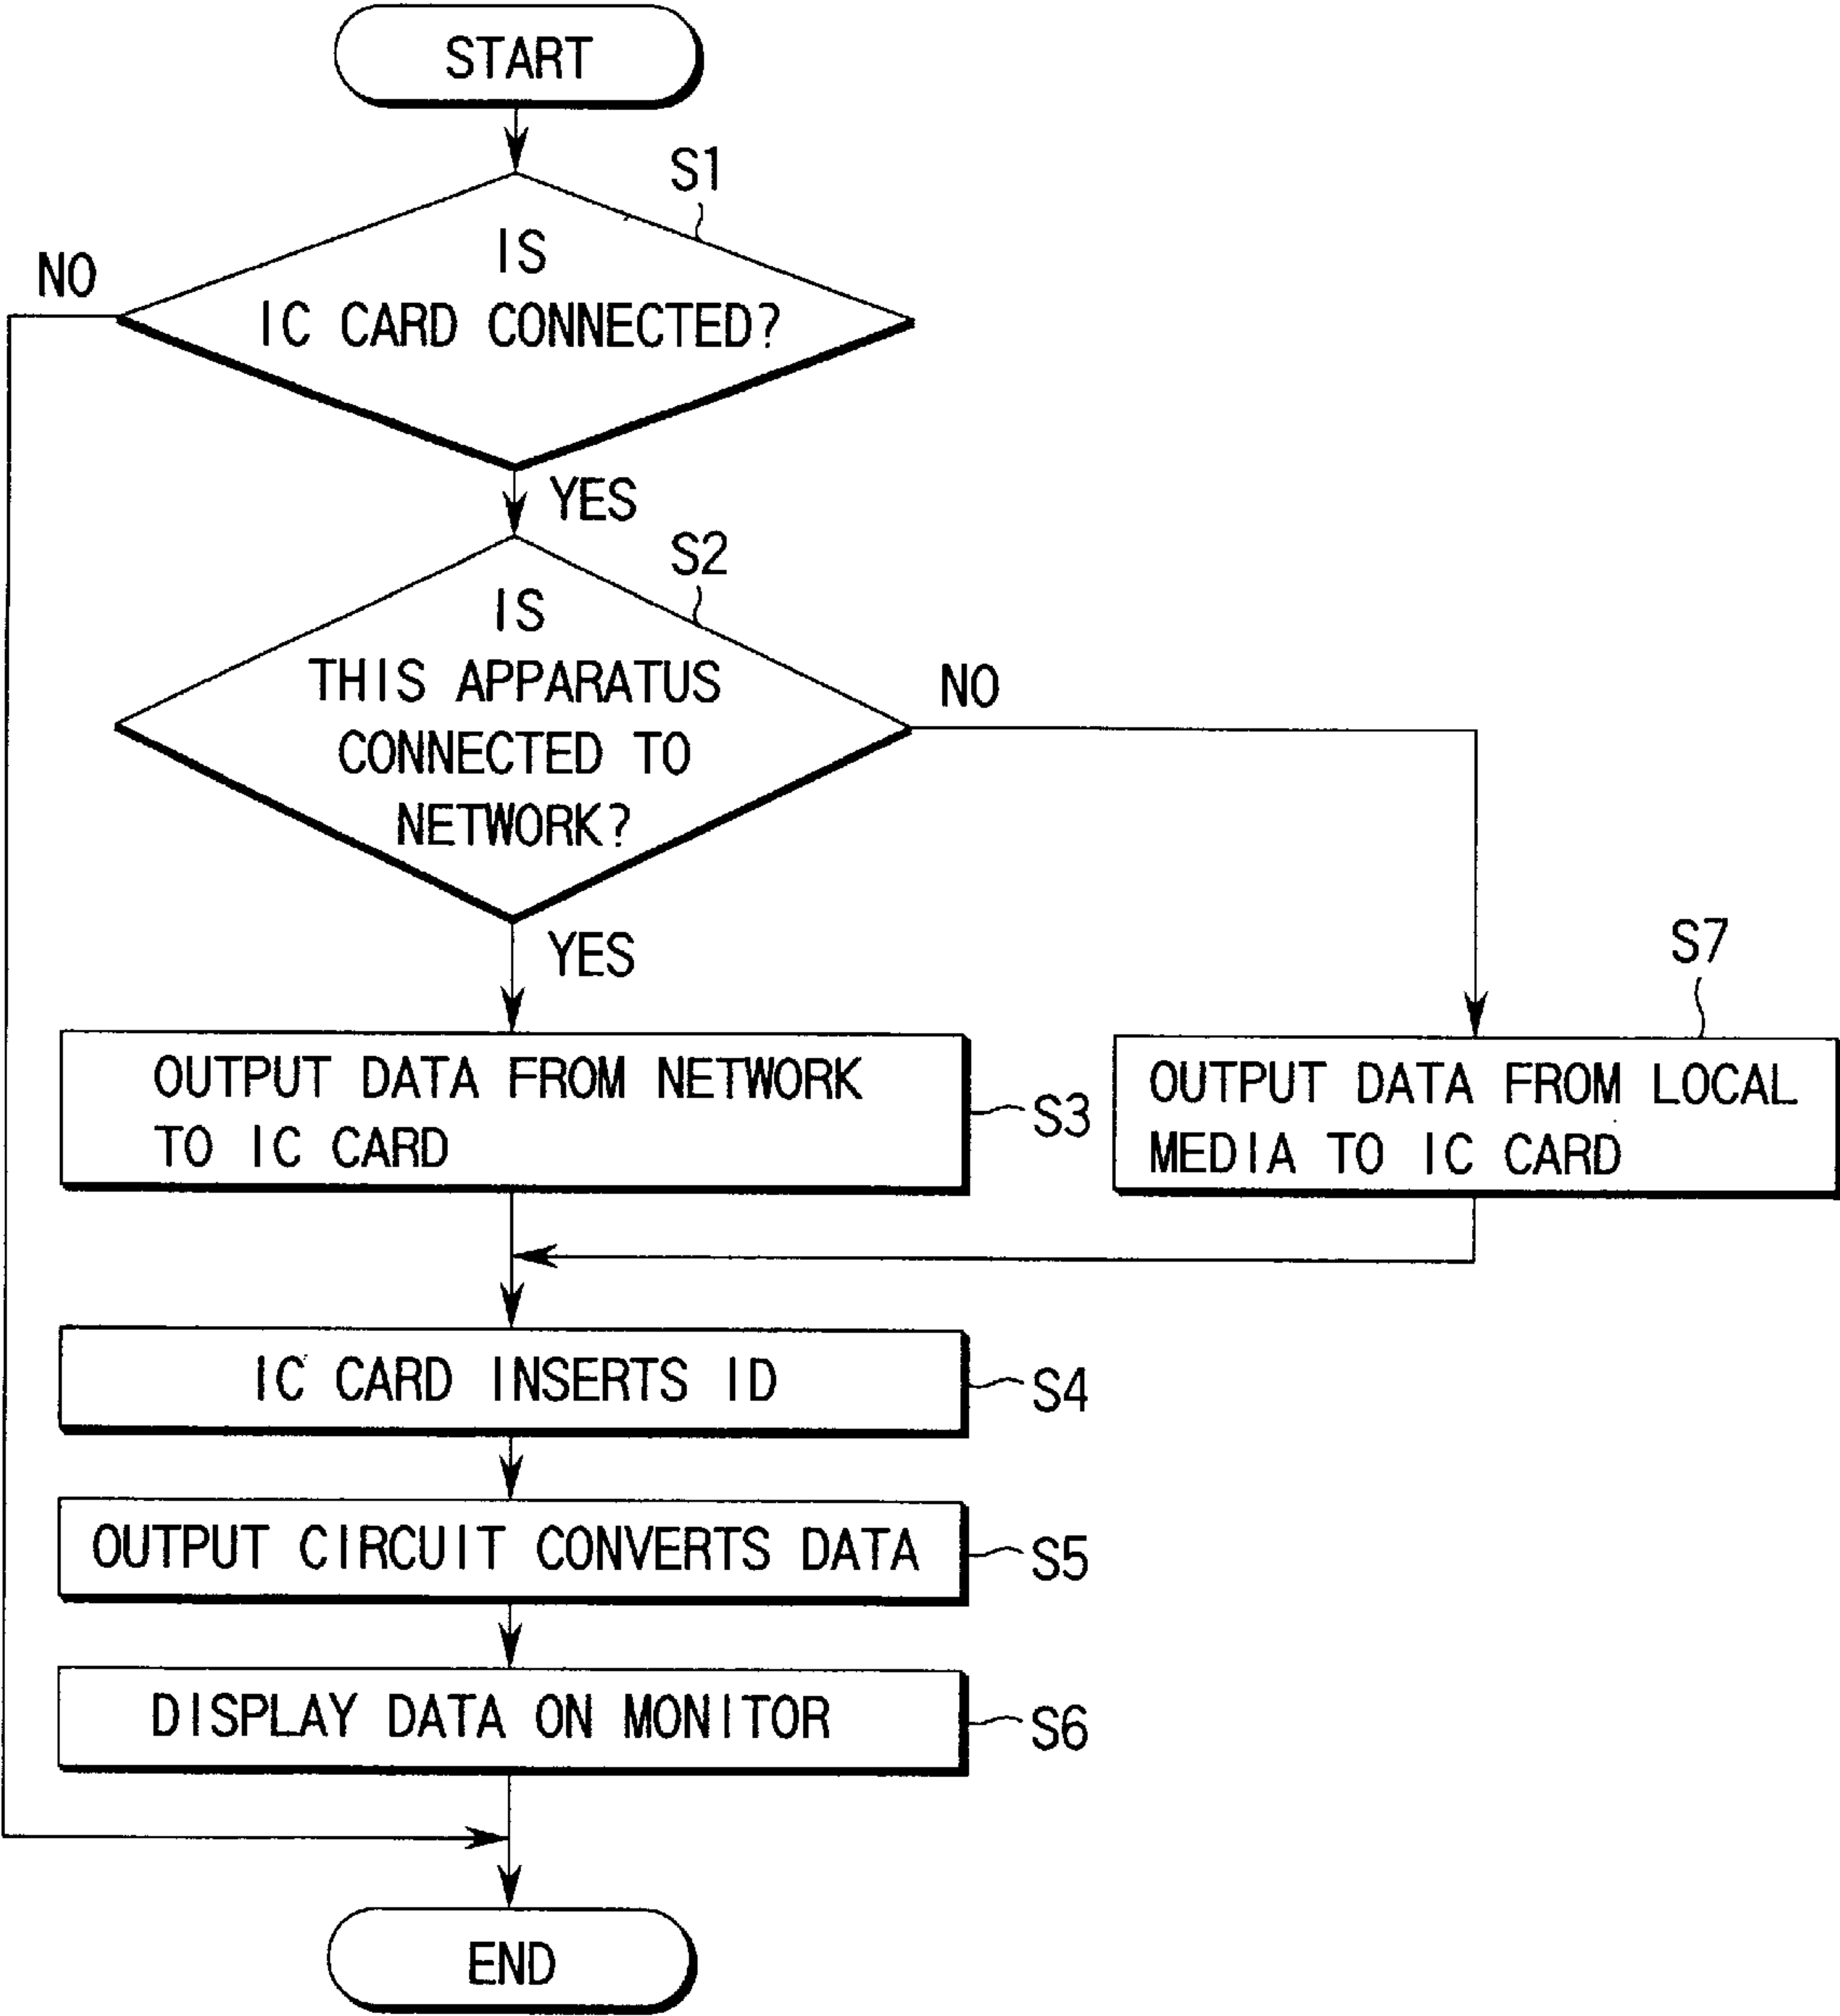 START
S1
IS
IC CARD CONNECTED?
NO
YES
S2
IS
THIS APPARATUS
CONNECTED TO
NETWORK?
NO
YES
OUTPUT DATA FROM NETWORK
TO IC CARD
S3
S7
OUTPUT DATA FROM LOCAL
MEDIA TO IC CARD
IC CARD INSERTS ID
S4
OUTPUT CIRCUIT CONVERTS DATA
S5
DISPLAY DATA ON MONITOR
S6
END